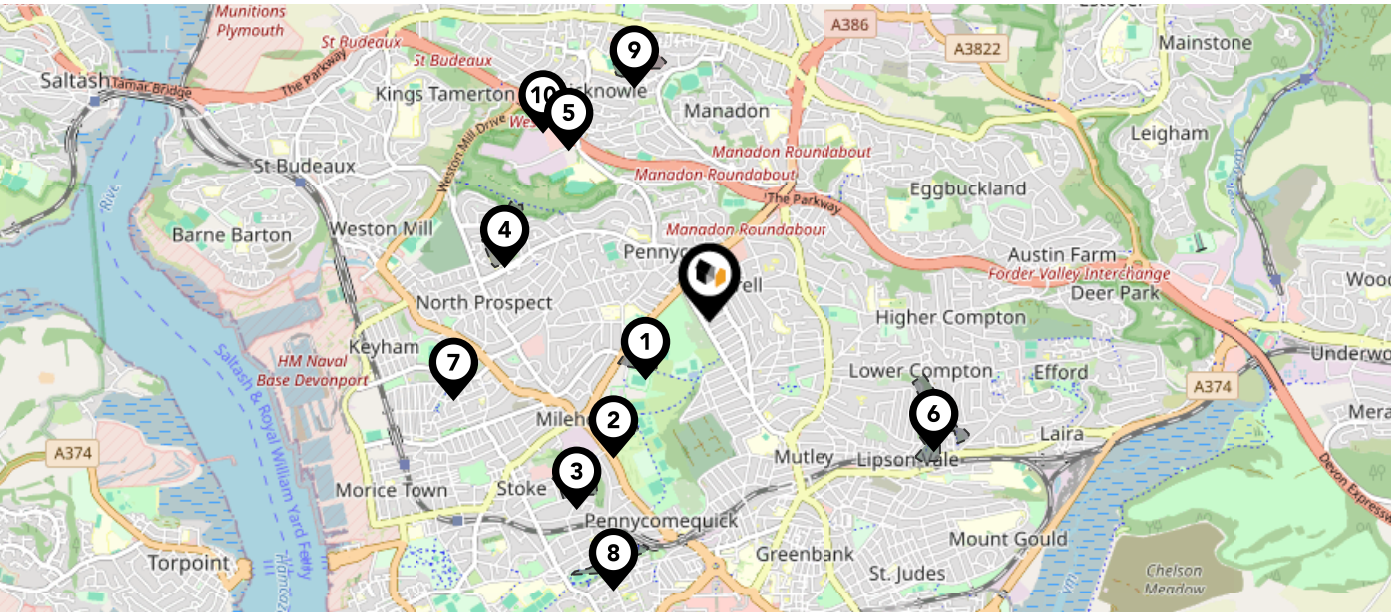 Munitions
Plymouth
Estover
A386
A3822
Mainstone
St Budeaux
St Budeaux
9
Saltash
Tamar Bridge
The Parkway
Kings Tamerton
10
5
knowle
Manadon
Leigham
Weston Mill Drive
Manadon Roundabout
St Budeaux
Manadon Roundabout
Eggbuckland
The Parkway
4
Barne Barton
Weston Mill
Manadon Roundabout
Austin Farm
Forder Valley Interchange
Deer Park
North Prospect
Higher Compton
Saltash & Royal William Yard Ferry
1
Keyham
HM Naval
Base Devonport
7
Lower Compton
Efford
A374
2
6
Laira
A374
Mutley
3
Stoke
Morice Town
Pennycomequick
Devon Expressw
Mount Gould
8
Greenbank
Torpoint
St. Judes
Chelson
Meadow